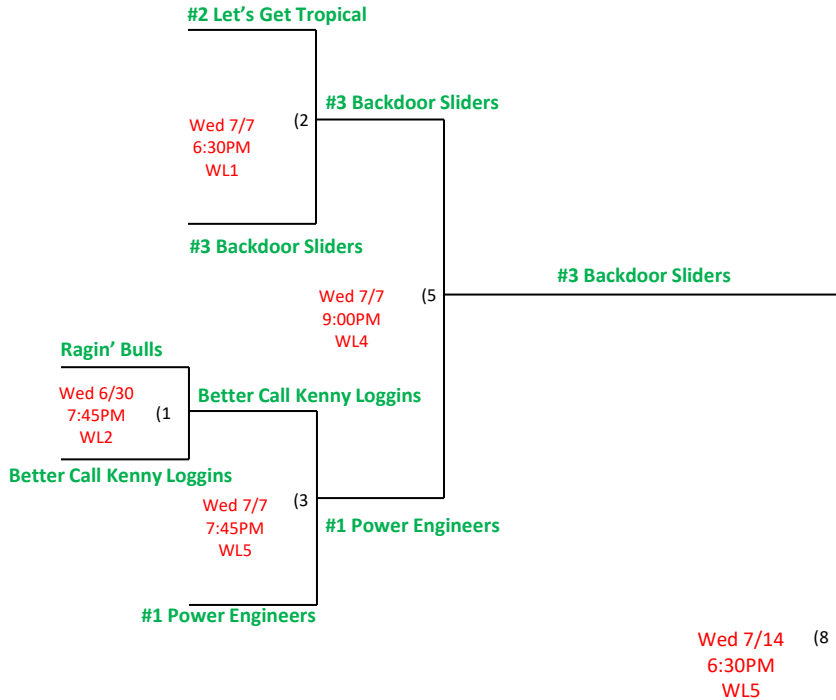 #2 Let's Get Tropical
#3 Backdoor Sliders
Wed 7/7
6:30PM
WL1
(2
#3 Backdoor Sliders
#3 Backdoor Sliders
Wed 7/7
9:00PM
WL4
(5
Ragin' Bulls
Wed 6/30
7:45PM
WL2
(1
Better Call Kenny Loggins
Better Call Kenny Loggins
Wed 7/7
7:45PM
WL5
(3
#1 Power Engineers
#1 Power Engineers
Wed 7/14
6:30PM
WL5
(8